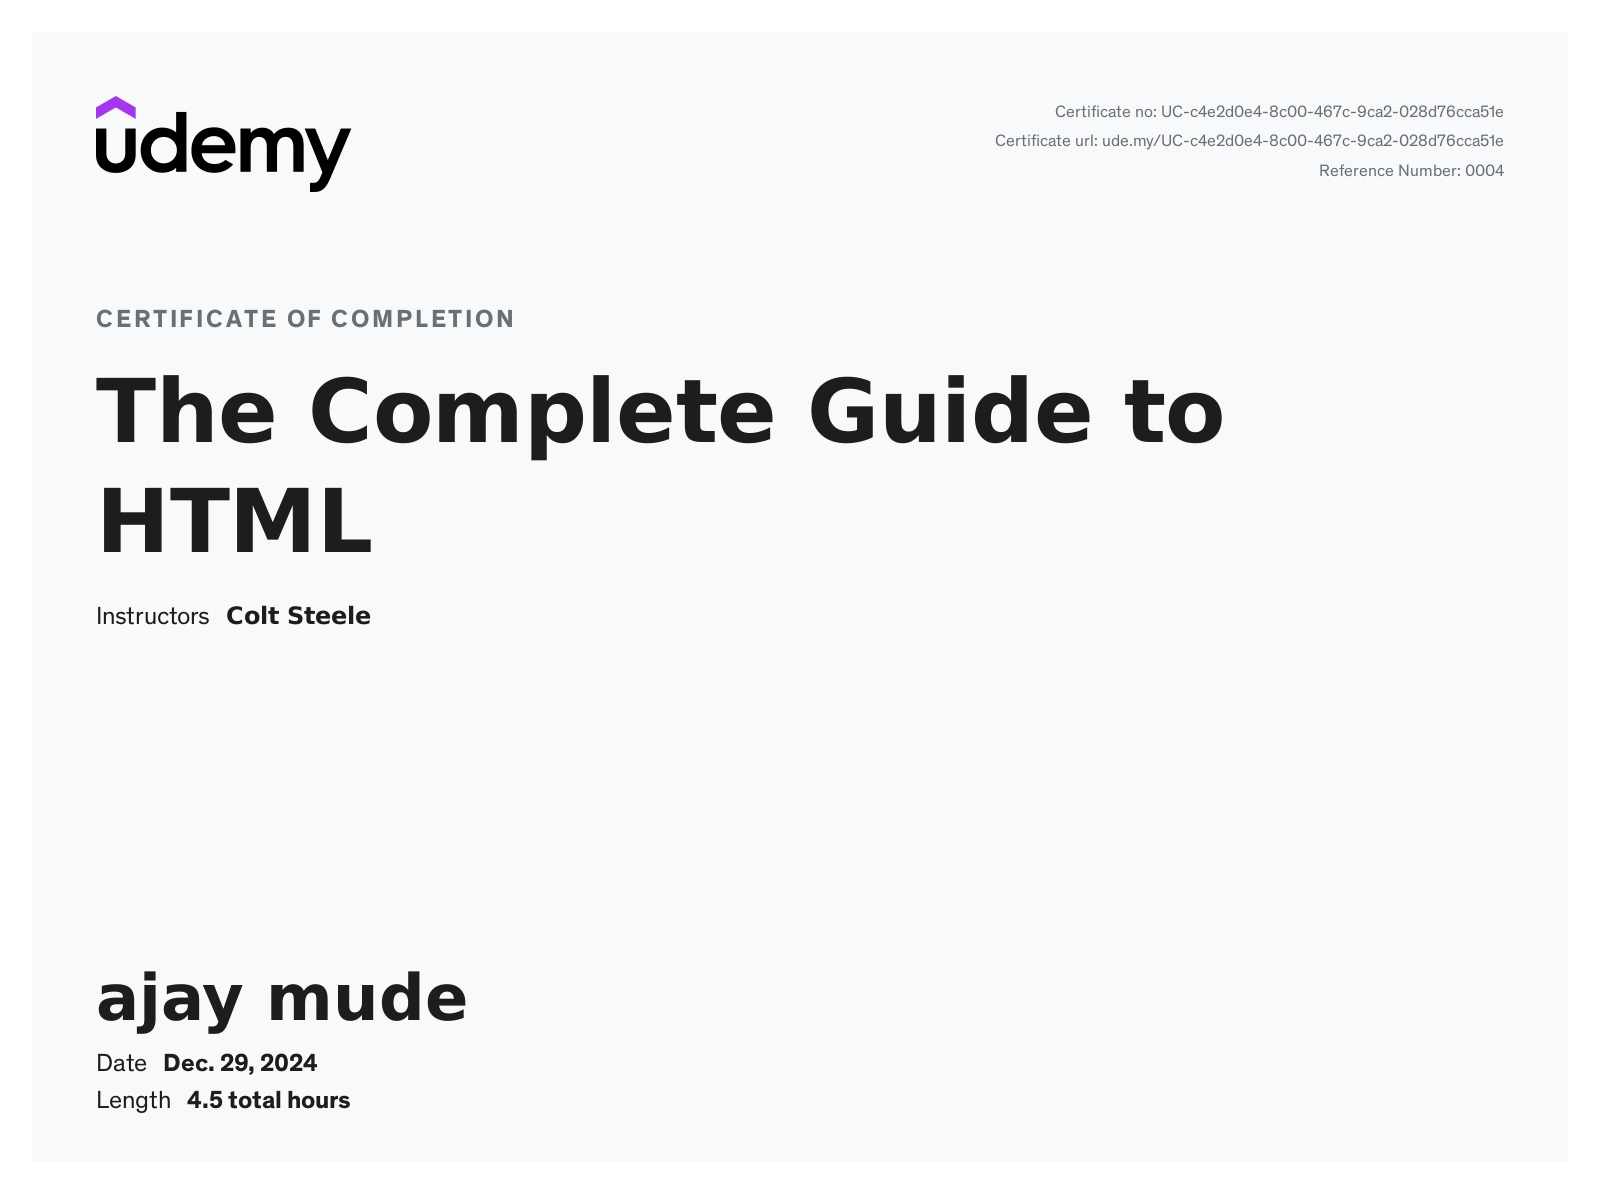 udemy
Certificate no: UC-c4e2d0e4-8c00-467c-9ca2-028d76cca51e
Certificate url: ude.my/UC-c4e2d0e4-8c00-467c-9ca2-028d76cca51e
Reference Number: 0004
CERTIFICATE OF COMPLETION
The Complete Guide to
HTML
Instructors Colt Steele
ajay mude
Date Dec. 29, 2024
Length 4.5 total hours